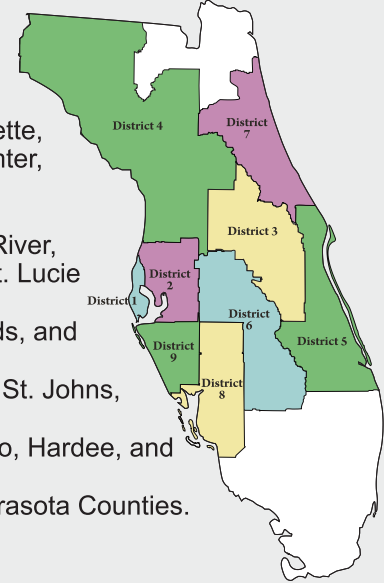 ette,
nter,
River,
t. Lucie
ds, and
St. Johns,
o, Hardee, and
rasota Counties.
District 4
District
7
District 3
District
2
District 1
District
6
District 5
District
9
District
8